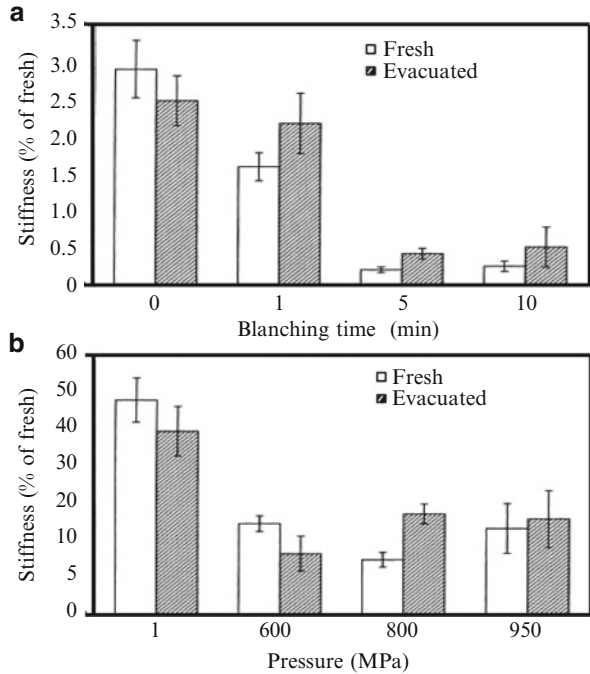 a
3.5
3.0
2.5
2.0
1.5
1.0
0.5
0
Stiffness (% of fresh)
Fresh
Evacuated
0 1 5 10
Blanching time (min)
b
60
50
40
30
20
10
5
0
Stiffness (% of fresh)
Fresh
Evacuated
1 600 800 950
Pressure (MPa)